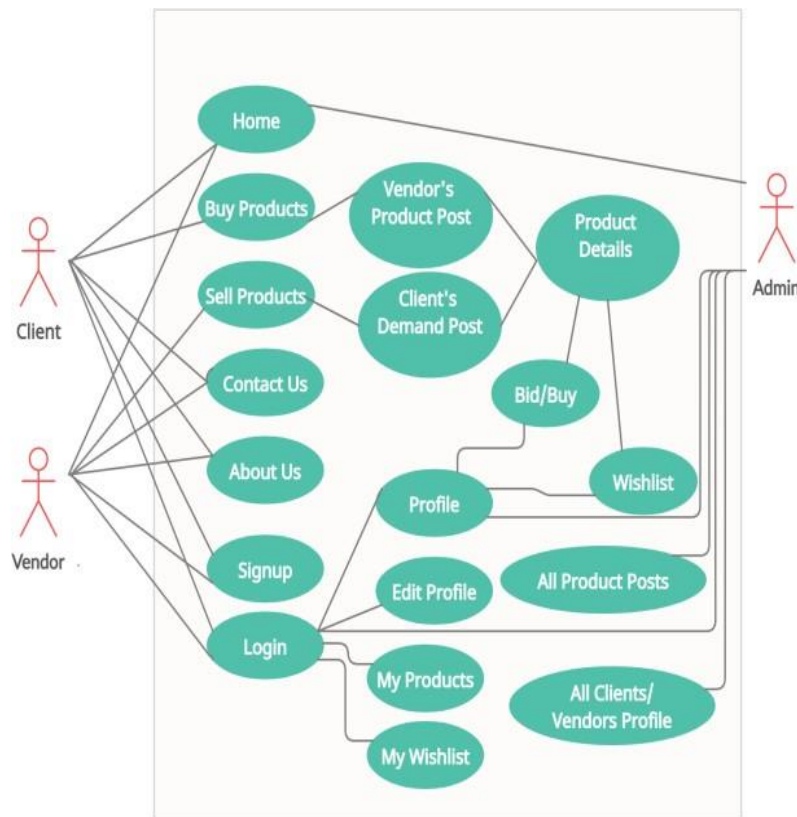 Home
Buy Products
Vendor's
Product Post
Product
Details
Sell Products
Client's
Demand Post
Client
Admin
Contact Us
Bid/Buy
About Us
Wishlist
Profile
Vendor
Signup
Edit Profile
All Product Posts
Login
My Products
All Clients/
Vendors Profile
My Wishlist